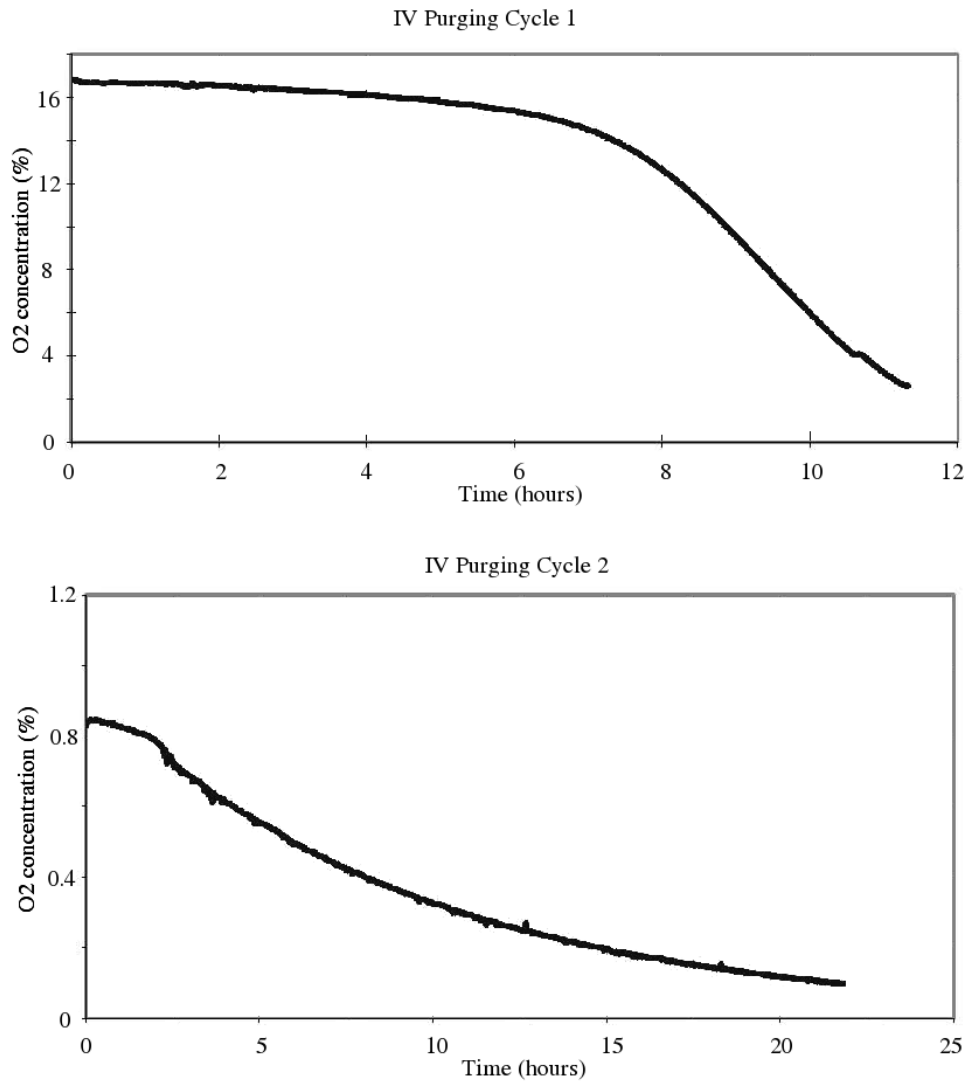 IV Purging Cycle 1
O2 concentration (%)
16
12
8
4
0
0 2 4 6 8 10 12
Time (hours)
IV Purging Cycle 2
O2 concentration (%)
1.2
0.8
0.4
0
0 5 10 15 20 25
Time (hours)